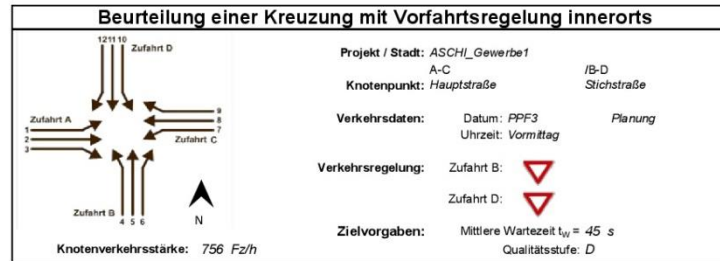 Beurteilung einer Kreuzung mit Vorfahrtsregelung innerorts
12 11 10
Zufahrt D
Zufahrt A
1
2
3
9
8
7
Zufahrt C
Zufahrt B
4 5 6
N
Knotenverkehrsstärke: 756 Fz/h
Projekt / Stadt: ASCHI_Gewerbe1
A-C /B-D
Knotenpunkt: Hauptstraße Stichstraße
Verkehrsdaten: Datum: PPF3 Planung
Uhrzeit: Vormittag
Verkehrsregelung: Zufahrt B:
Zufahrt D:
Zielvorgaben: Mittlere Wartezeit tw = 45 s
Qualitätsstufe: D